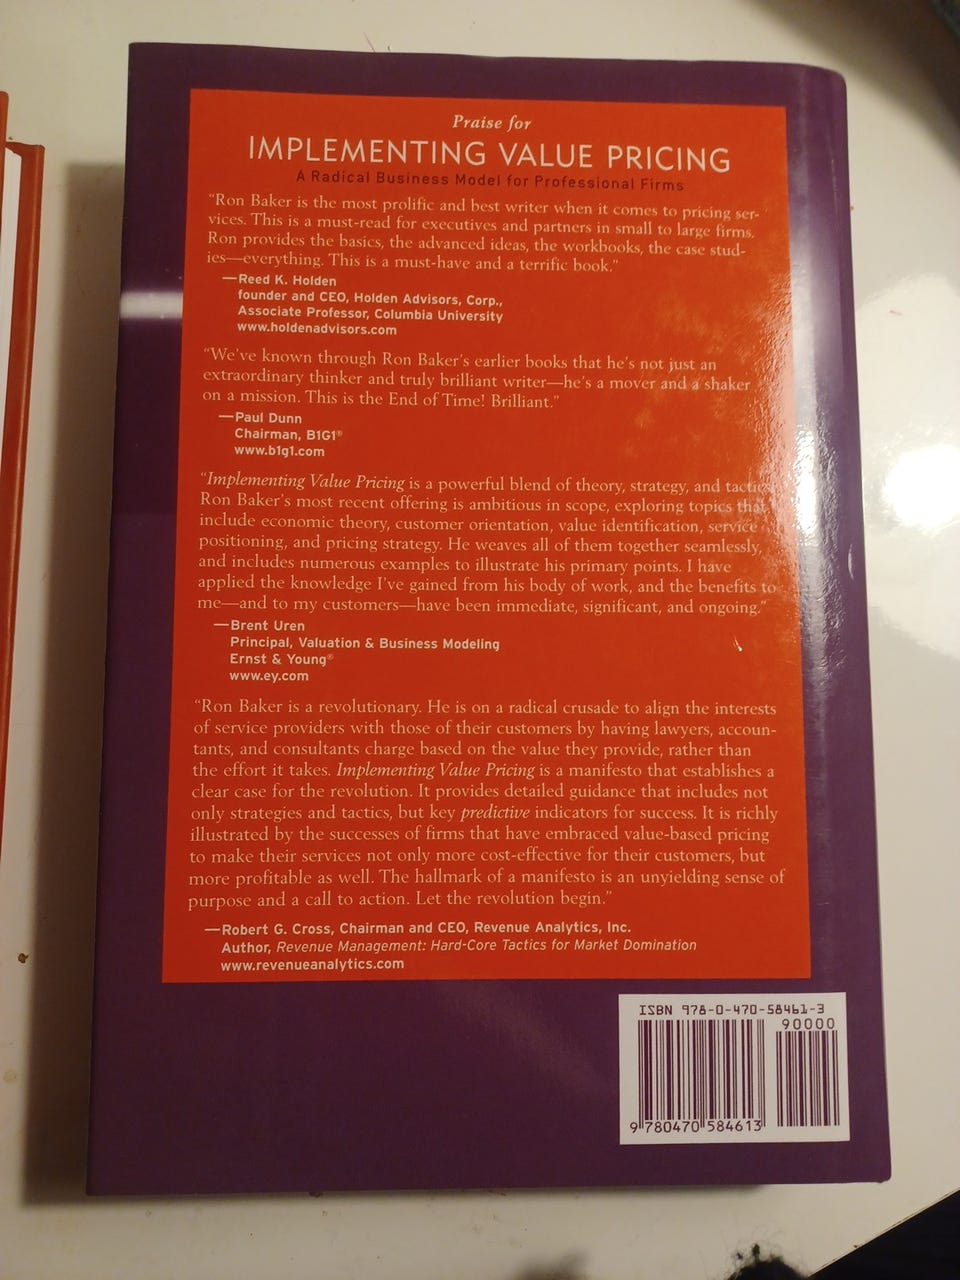 Praise for
IMPLEMENTING VALUE PRICING
A Radical Business Model for Professional Firms
“Ron Baker is the most prolific and best writer when it comes to pricing ser-
vices. This is a must-read for executives and partners in small to large firms.
Ron provides the basics, the advanced ideas, the workbooks, the case stud-
ies—everything. This is a must-have and a terrific book.”
—Reed K. Holden
founder and CEO, Holden Advisors, Corp.,
Associate Professor, Columbia University
www.holdenadvisors.com
“We’ve known through Ron Baker’s earlier books that he’s not just an
extraordinary thinker and truly brilliant writer—he’s a mover and a shaker
on a mission. This is the End of Time! Brilliant.”
—Paul Dunn
Chairman, B1G1®
www.b1g1.com
“Implementing Value Pricing is a powerful blend of theory, strategy, and tactics.
Ron Baker’s most recent offering is ambitious in scope, exploring topics that
include economic theory, customer orientation, value identification, service
positioning, and pricing strategy. He weaves all of them together seamlessly,
and includes numerous examples to illustrate his primary points. I have
applied the knowledge I’ve gained from his body of work, and the benefits to
me—and to my customers—have been immediate, significant, and ongoing.”
—Brent Uren
Principal, Valuation & Business Modeling
Ernst & Young®
www.ey.com
“Ron Baker is a revolutionary. He is on a radical crusade to align the interests
of service providers with those of their customers by having lawyers, accoun-
tants, and consultants charge based on the value they provide, rather than
the effort it takes. Implementing Value Pricing is a manifesto that establishes a
clear case for the revolution. It provides detailed guidance that includes not
only strategies and tactics, but key predictive indicators for success. It is richly
illustrated by the successes of firms that have embraced value-based pricing
to make their services not only more cost-effective for their customers, but
more profitable as well. The hallmark of a manifesto is an unyielding sense of
purpose and a call to action. Let the revolution begin.”
—Robert G. Cross, Chairman and CEO, Revenue Analytics, Inc.
Author, Revenue Management: Hard-Core Tactics for Market Domination
www.revenueanalytics.com
ISBN 978-0-470-58461-3
90000
9 780470 584613